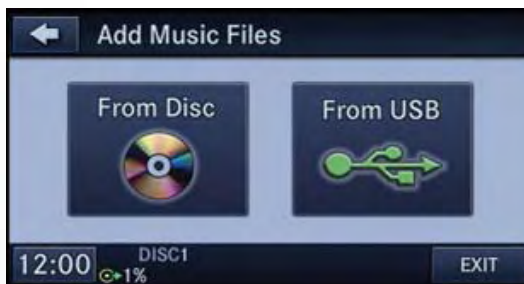 Add Music Files
From Disc
From USB
12:00
DISC1
1%
EXIT